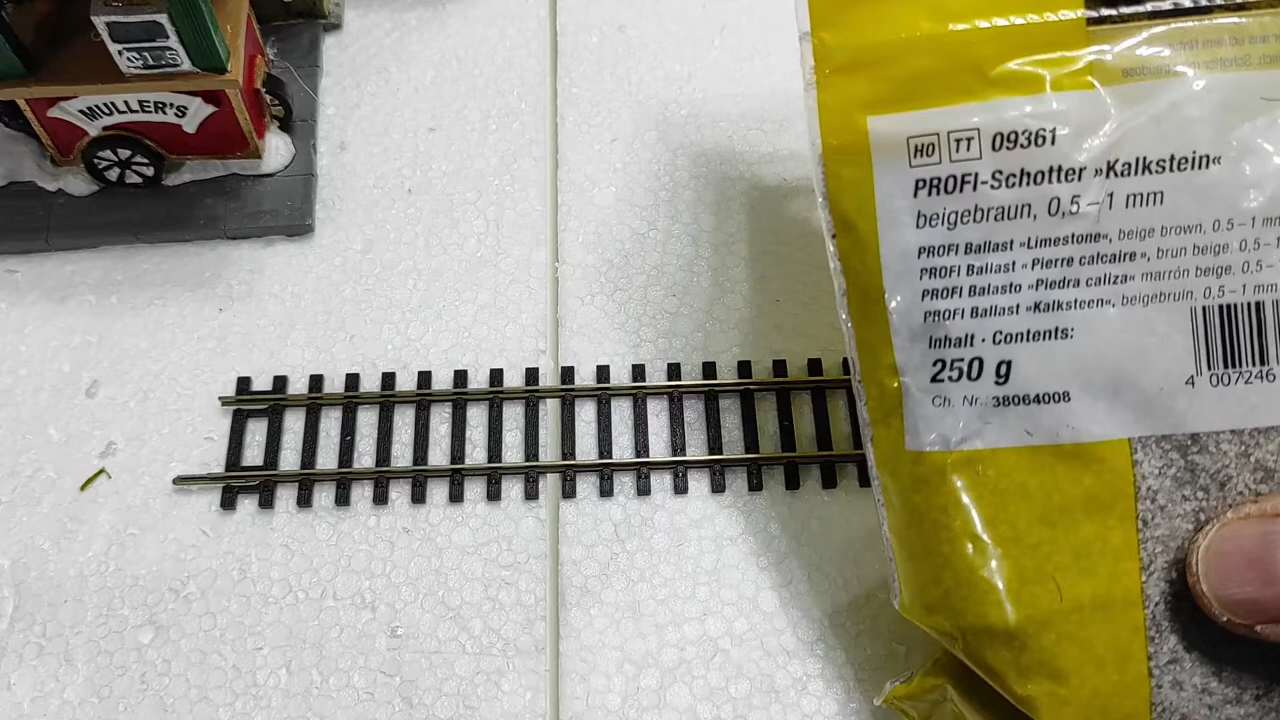 C1.5
MULLER'S
H0 TT 09361
PROFI-Schotter »Kalkstein«
beigebraun, 0,5–1 mm
PROFI Ballast »Limestone«, beige brown, 0.5–1 mm
PROFI Ballast «Pierre calcaire», brun beige, 0,5–1
PROFI Balasto »Piedra caliza« marrón beige, 0,5–
PROFI Ballast »Kalksteen«, beigebruin, 0,5–1 mm
Inhalt · Contents:
250 g
Ch. Nr.: 38064008
4 007246